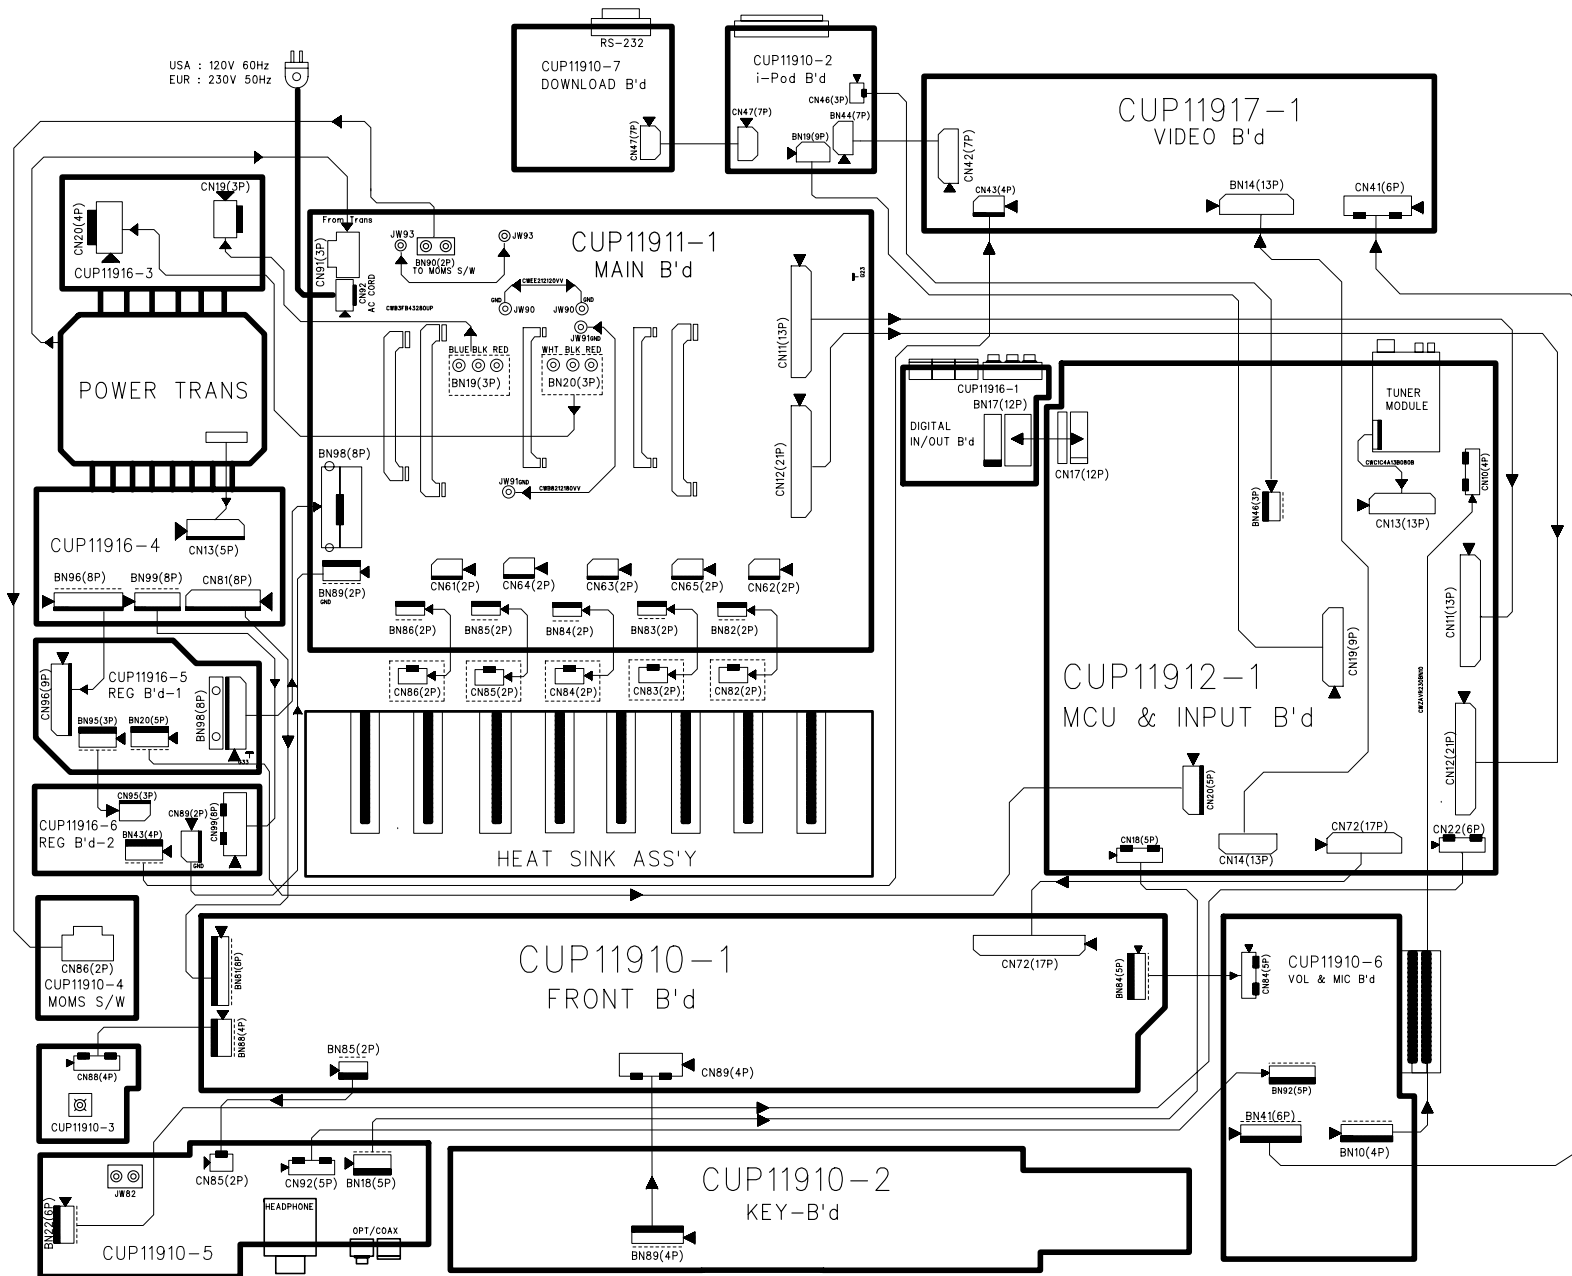 USA : 120V 60Hz
EUR : 230V 50Hz
RS-232
CUP11910-7
DOWNLOAD B'd
CN47(7P)
CUP11910-2
i-Pod B'd
CN46(3P)
CN47(7P)
BN44(7P)
BN19(9P)
CUP11917-1
VIDEO B'd
CN42(7P)
CN43(4P)
BN14(13P)
CN41(6P)
CN19(3P)
CN20(4P)
CUP11916-3
POWER TRANS
From Trans
CN91(3P)
CN92
AC CORD
JW93
BN90(2P)
TO MOMS S/W
JW93
CUP11911-1
MAIN B'd
G23
CWB3FB43280UP
CWEE212120VV
GND
JW90
GND
JW90
JW91 GND
BLUE BLK RED
BN19(3P)
WHT BLK RED
BN20(3P)
CN11(13P)
CN12(21P)
BN98(8P)
JW91 GND
CWB8212180VV
BN89(2P)
GND
CN61(2P)
CN64(2P)
CN63(2P)
CN65(2P)
CN62(2P)
BN86(2P)
BN85(2P)
BN84(2P)
BN83(2P)
BN82(2P)
CN86(2P)
CN85(2P)
CN84(2P)
CN83(2P)
CN82(2P)
HEAT SINK ASS'Y
CUP11916-1
BN17(12P)
DIGITAL
IN/OUT B'd
CN17(12P)
TUNER
MODULE
CWC1C4A13B080B
CN10(4P)
CN13(13P)
BN46(3P)
CN11(13P)
CN19(9P)
CUP11912-1
MCU & INPUT B'd
CWZAVR230BN10
CN12(21P)
CN20(5P)
CN18(5P)
CN14(13P)
CN72(17P)
CN22(6P)
CUP11916-4
CN13(5P)
BN96(8P)
BN99(8P)
CN81(8P)
CUP11916-5
REG B'd-1
CN96(9P)
BN95(3P)
BN20(5P)
BN98(8P)
G33
CN95(3P)
CUP11916-6
REG B'd-2
BN43(4P)
CN89(2P)
GND
CN99(8P)
CN86(2P)
CUP11910-4
MOMS S/W
CN88(4P)
CUP11910-3
CUP11910-1
FRONT B'd
BN81(8P)
BN88(4P)
BN85(2P)
CN89(4P)
CN72(17P)
BN84(5P)
CUP11910-6
VOL & MIC B'd
CN84(5P)
BN92(5P)
BN41(6P)
BN10(4P)
JW82
CN85(2P)
CN92(5P)
BN18(5P)
BN22(6P)
CUP11910-5
HEADPHONE
OPT/COAX
CUP11910-2
KEY-B'd
BN89(4P)